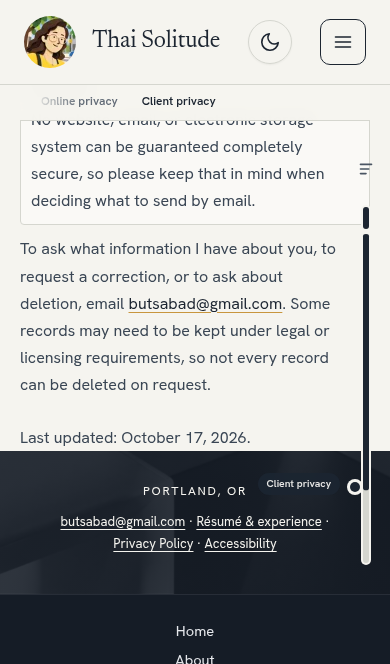 Thai Solitude
Online privacy Client privacy
No website, email, or electronic storage
system can be guaranteed completely
secure, so please keep that in mind when
deciding what to send by email.
To ask what information I have about you, to
request a correction, or to ask about
deletion, email butsabad@gmail.com. Some
records may need to be kept under legal or
licensing requirements, so not every record
can be deleted on request.
Last updated: October 17, 2026.
Client privacy
PORTLAND, OR
butsabad@gmail.com · Résumé & experience ·
Privacy Policy · Accessibility
Home
About